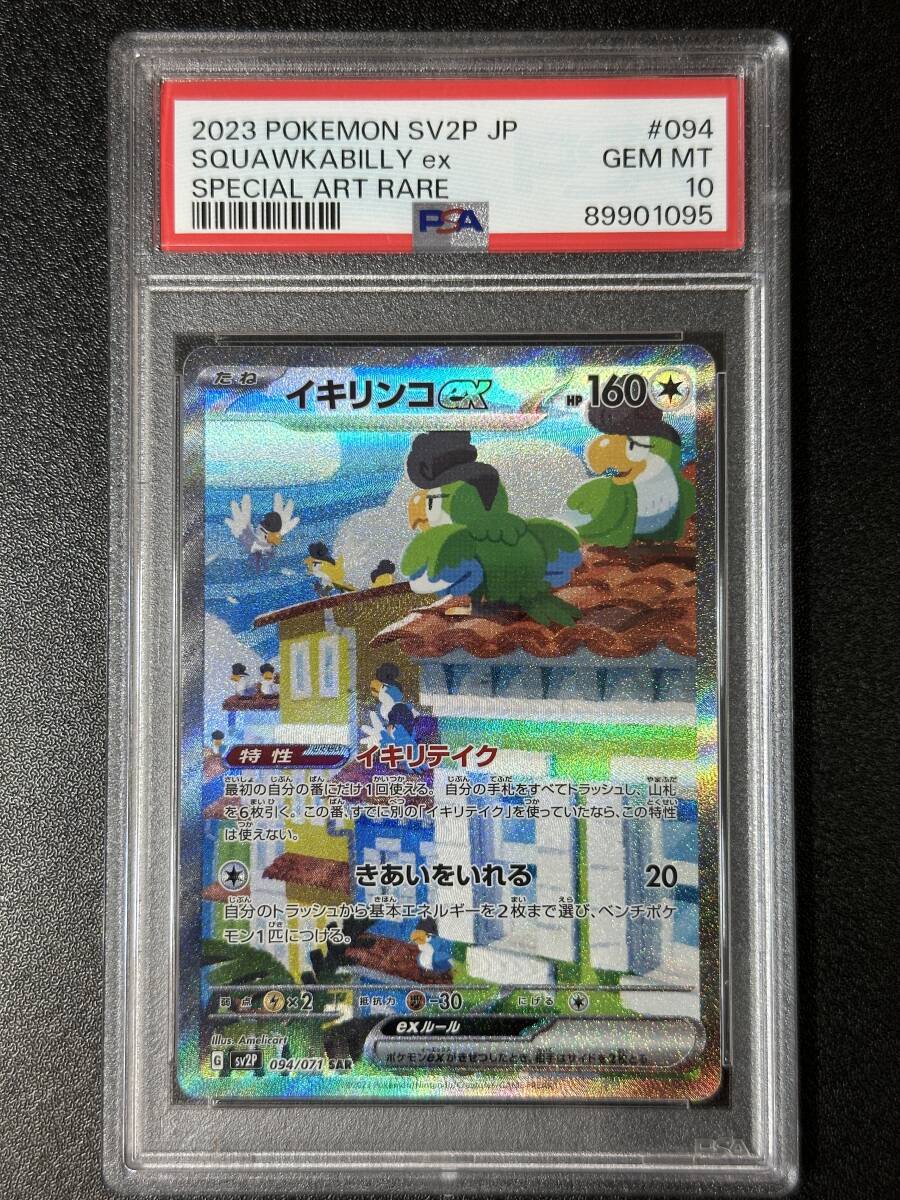 2023 POKEMON SV2P JP #094
SQUAWKABILLY ex GEM MT
SPECIAL ART RARE 10
PSA 89901095
たね イキリンコex HP 160
特性 イキリテイク
最初の自分の番にだけ1回使える。自分の手札をすべてトラッシュし、山札
を6枚引く。この番、すでに別の「イキリテイク」を使っていたなら、この特性
は使えない。
きあいをいれる 20
自分のトラッシュから基本エネルギーを2枚まで選び、ベンチポケ
モン1匹につける。
弱点 ×2 抵抗力 -30 にげる
exルール
ポケモンexがきぜつしたとき、相手はサイドを2枚とる。
Illus. Amelicart
G sv2P 094/071 SAR
©2023 Pokémon/Nintendo/Creatures/GAME FREAK
PSA